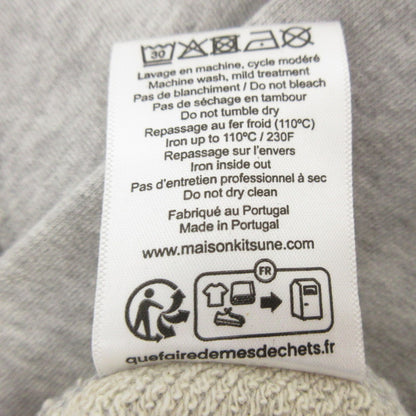 30
Lavage en machine, cycle modéré
Machine wash, mild treatment
Pas de blanchiment / Do not bleach
Pas de séchage en tambour
Do not tumble dry
Repassage au fer froid (110ºC)
Iron up to 110ºC / 230F
Repassage sur l'envers
Iron inside out
Pas d'entretien professionnel à sec
Do not dry clean
Fabriqué au Portugal
Made in Portugal
www.maisonkitsune.com
FR
quefairedemesdechets.fr